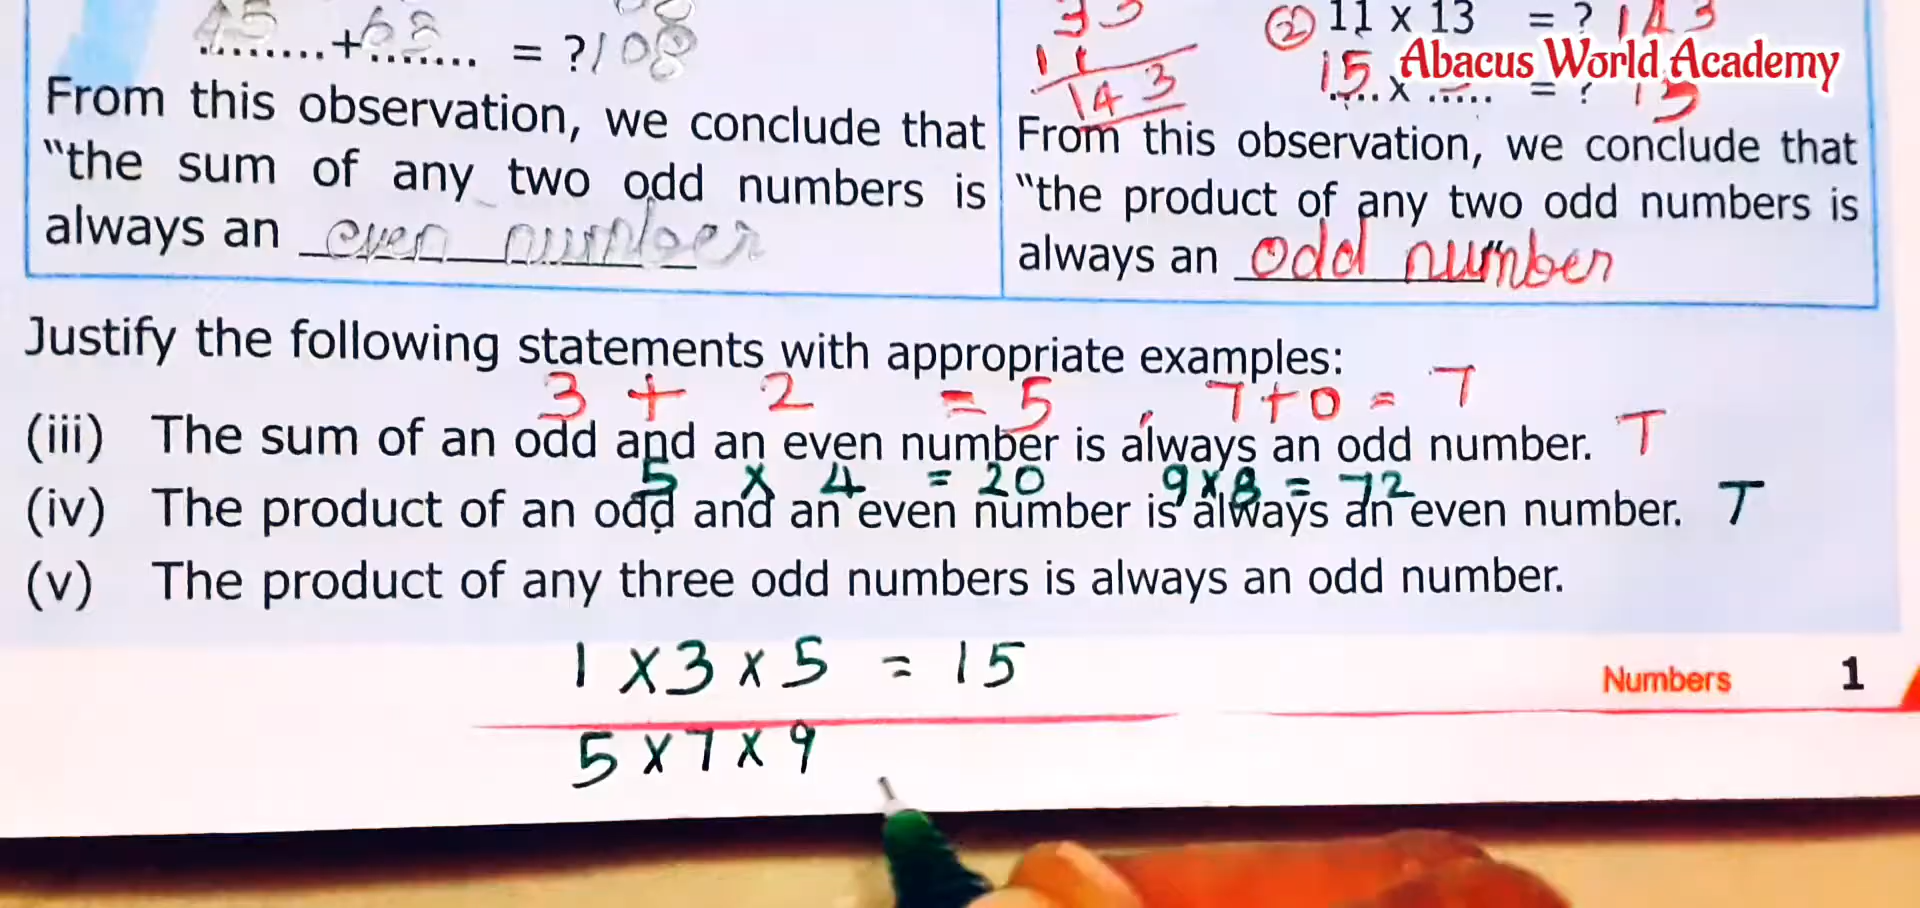 45 + 63 = ? 108
From this observation, we conclude that
"the sum of any two odd numbers is
always an even number
33
11
143
② 11 x 13 = ? 143
15 x ..... = ? 15
Abacus World Academy
From this observation, we conclude that
"the product of any two odd numbers is
always an odd number"
Justify the following statements with appropriate examples:
3 + 2 = 5 7+0 = 7
(iii) The sum of an odd and an even number is always an odd number. T
5 x 4 = 20 9x8 = 72
(iv) The product of an odd and an even number is always an even number. T
(v) The product of any three odd numbers is always an odd number.
1 x 3 x 5 = 15
Numbers 1
5 x 7 x 9